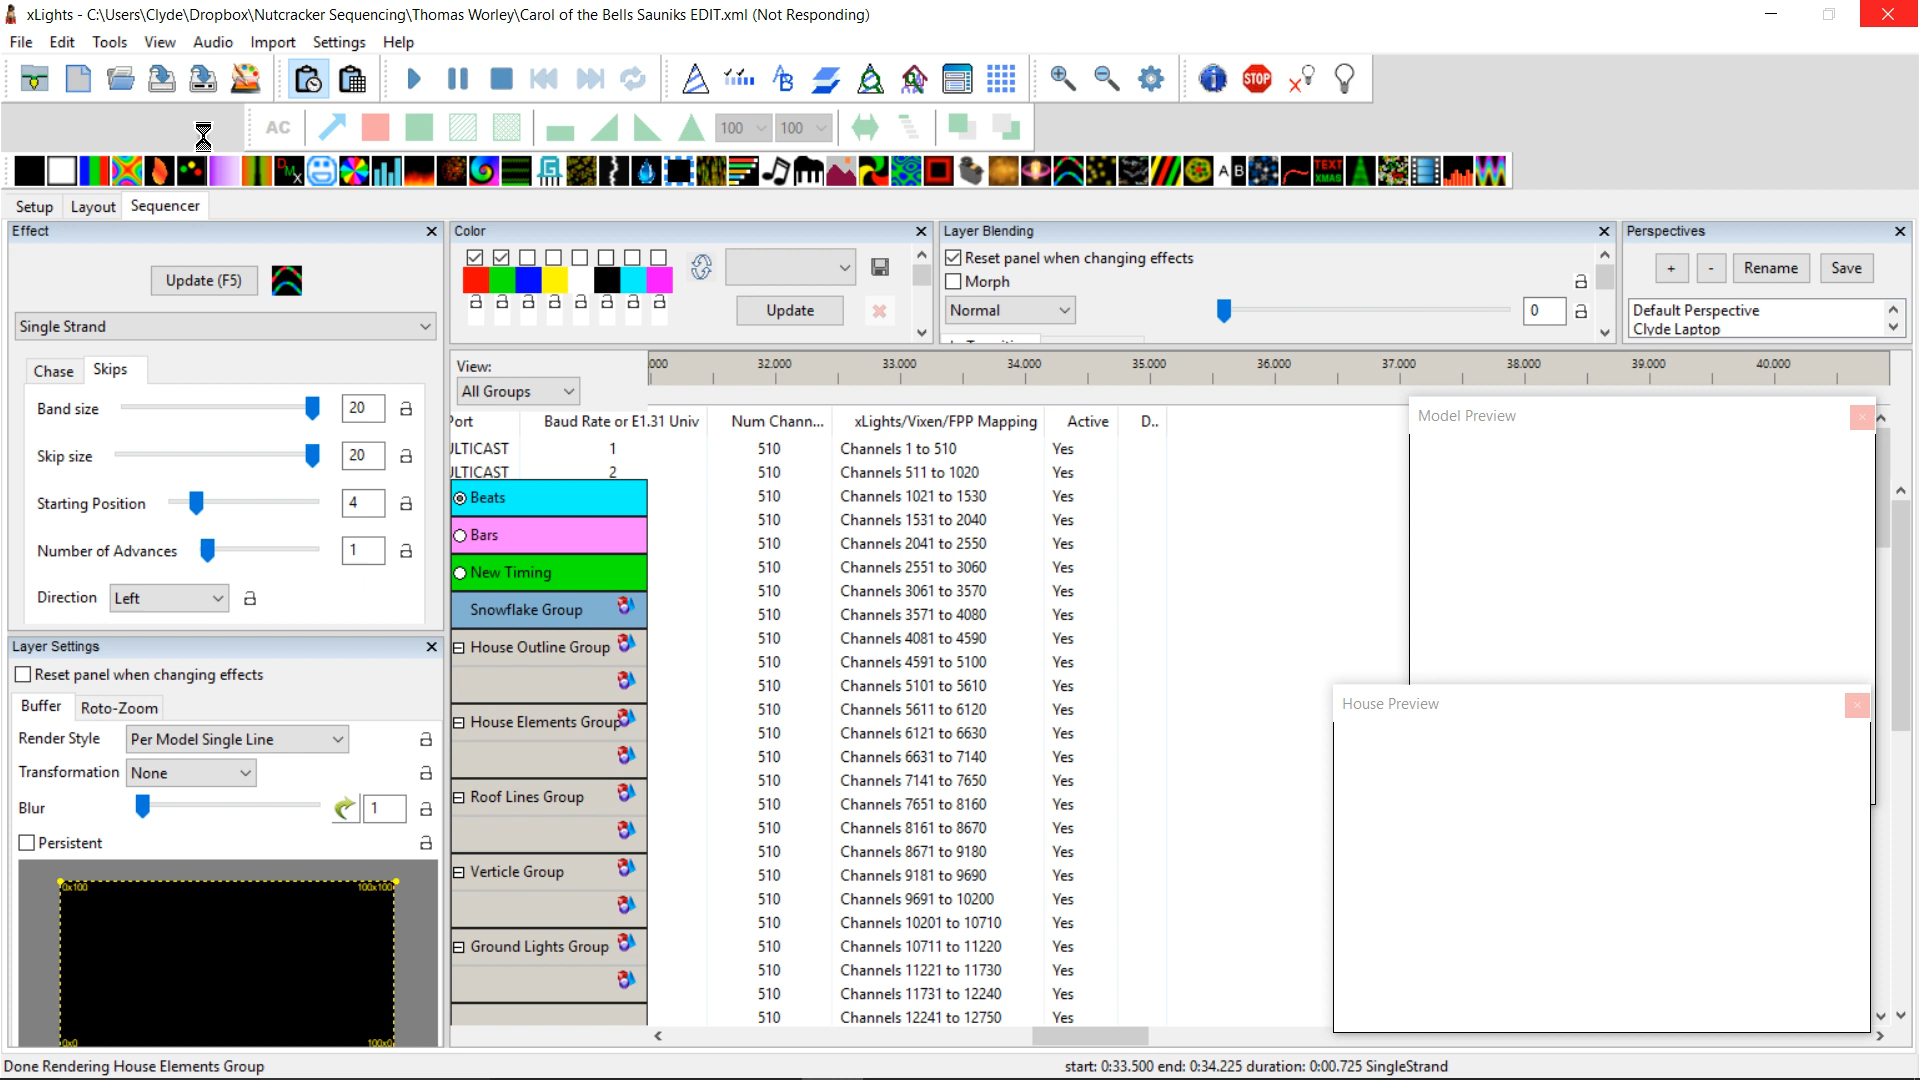 xLights - C:\Users\Clyde\Dropbox\Nutcracker Sequencing\Thomas Worley\Carol of the Bells Sauniks EDIT.xml (Not Responding)
File Edit Tools View Audio Import Settings Help
STOP
AC 100 100
Setup Layout Sequencer
Effect
Color
Layer Blending
Perspectives
Update (F5)
Reset panel when changing effects
Morph
+ - Rename Save
Update
Normal
0
Default Perspective
Clyde Laptop
Single Strand
View:
All Groups
000 32.000 33.000 34.000 35.000 36.000 37.000 38.000 39.000 40.000
Chase Skips
Band size 20
Skip size 20
Starting Position 4
Number of Advances 1
Direction Left
Port Baud Rate or E1.31 Univ Num Chann... xLights/Vixen/FPP Mapping Active D..
ULTICAST 1 510 Channels 1 to 510 Yes
ULTICAST 2 510 Channels 511 to 1020 Yes
Beats 510 Channels 1021 to 1530 Yes
510 Channels 1531 to 2040 Yes
Bars 510 Channels 2041 to 2550 Yes
New Timing 510 Channels 2551 to 3060 Yes
510 Channels 3061 to 3570 Yes
Snowflake Group 510 Channels 3571 to 4080 Yes
House Outline Group 510 Channels 4081 to 4590 Yes
510 Channels 4591 to 5100 Yes
510 Channels 5101 to 5610 Yes
510 Channels 5611 to 6120 Yes
House Elements Group 510 Channels 6121 to 6630 Yes
510 Channels 6631 to 7140 Yes
510 Channels 7141 to 7650 Yes
Roof Lines Group 510 Channels 7651 to 8160 Yes
510 Channels 8161 to 8670 Yes
510 Channels 8671 to 9180 Yes
Verticle Group 510 Channels 9181 to 9690 Yes
510 Channels 9691 to 10200 Yes
510 Channels 10201 to 10710 Yes
Ground Lights Group 510 Channels 10711 to 11220 Yes
510 Channels 11221 to 11730 Yes
510 Channels 11731 to 12240 Yes
510 Channels 12241 to 12750 Yes
Model Preview
House Preview
Layer Settings
Reset panel when changing effects
Buffer Roto-Zoom
Render Style Per Model Single Line
Transformation None
Blur 1
Persistent
0x100 100x100
0x0 100x0
Done Rendering House Elements Group
start: 0:33.500 end: 0:34.225 duration: 0:00.725 SingleStrand